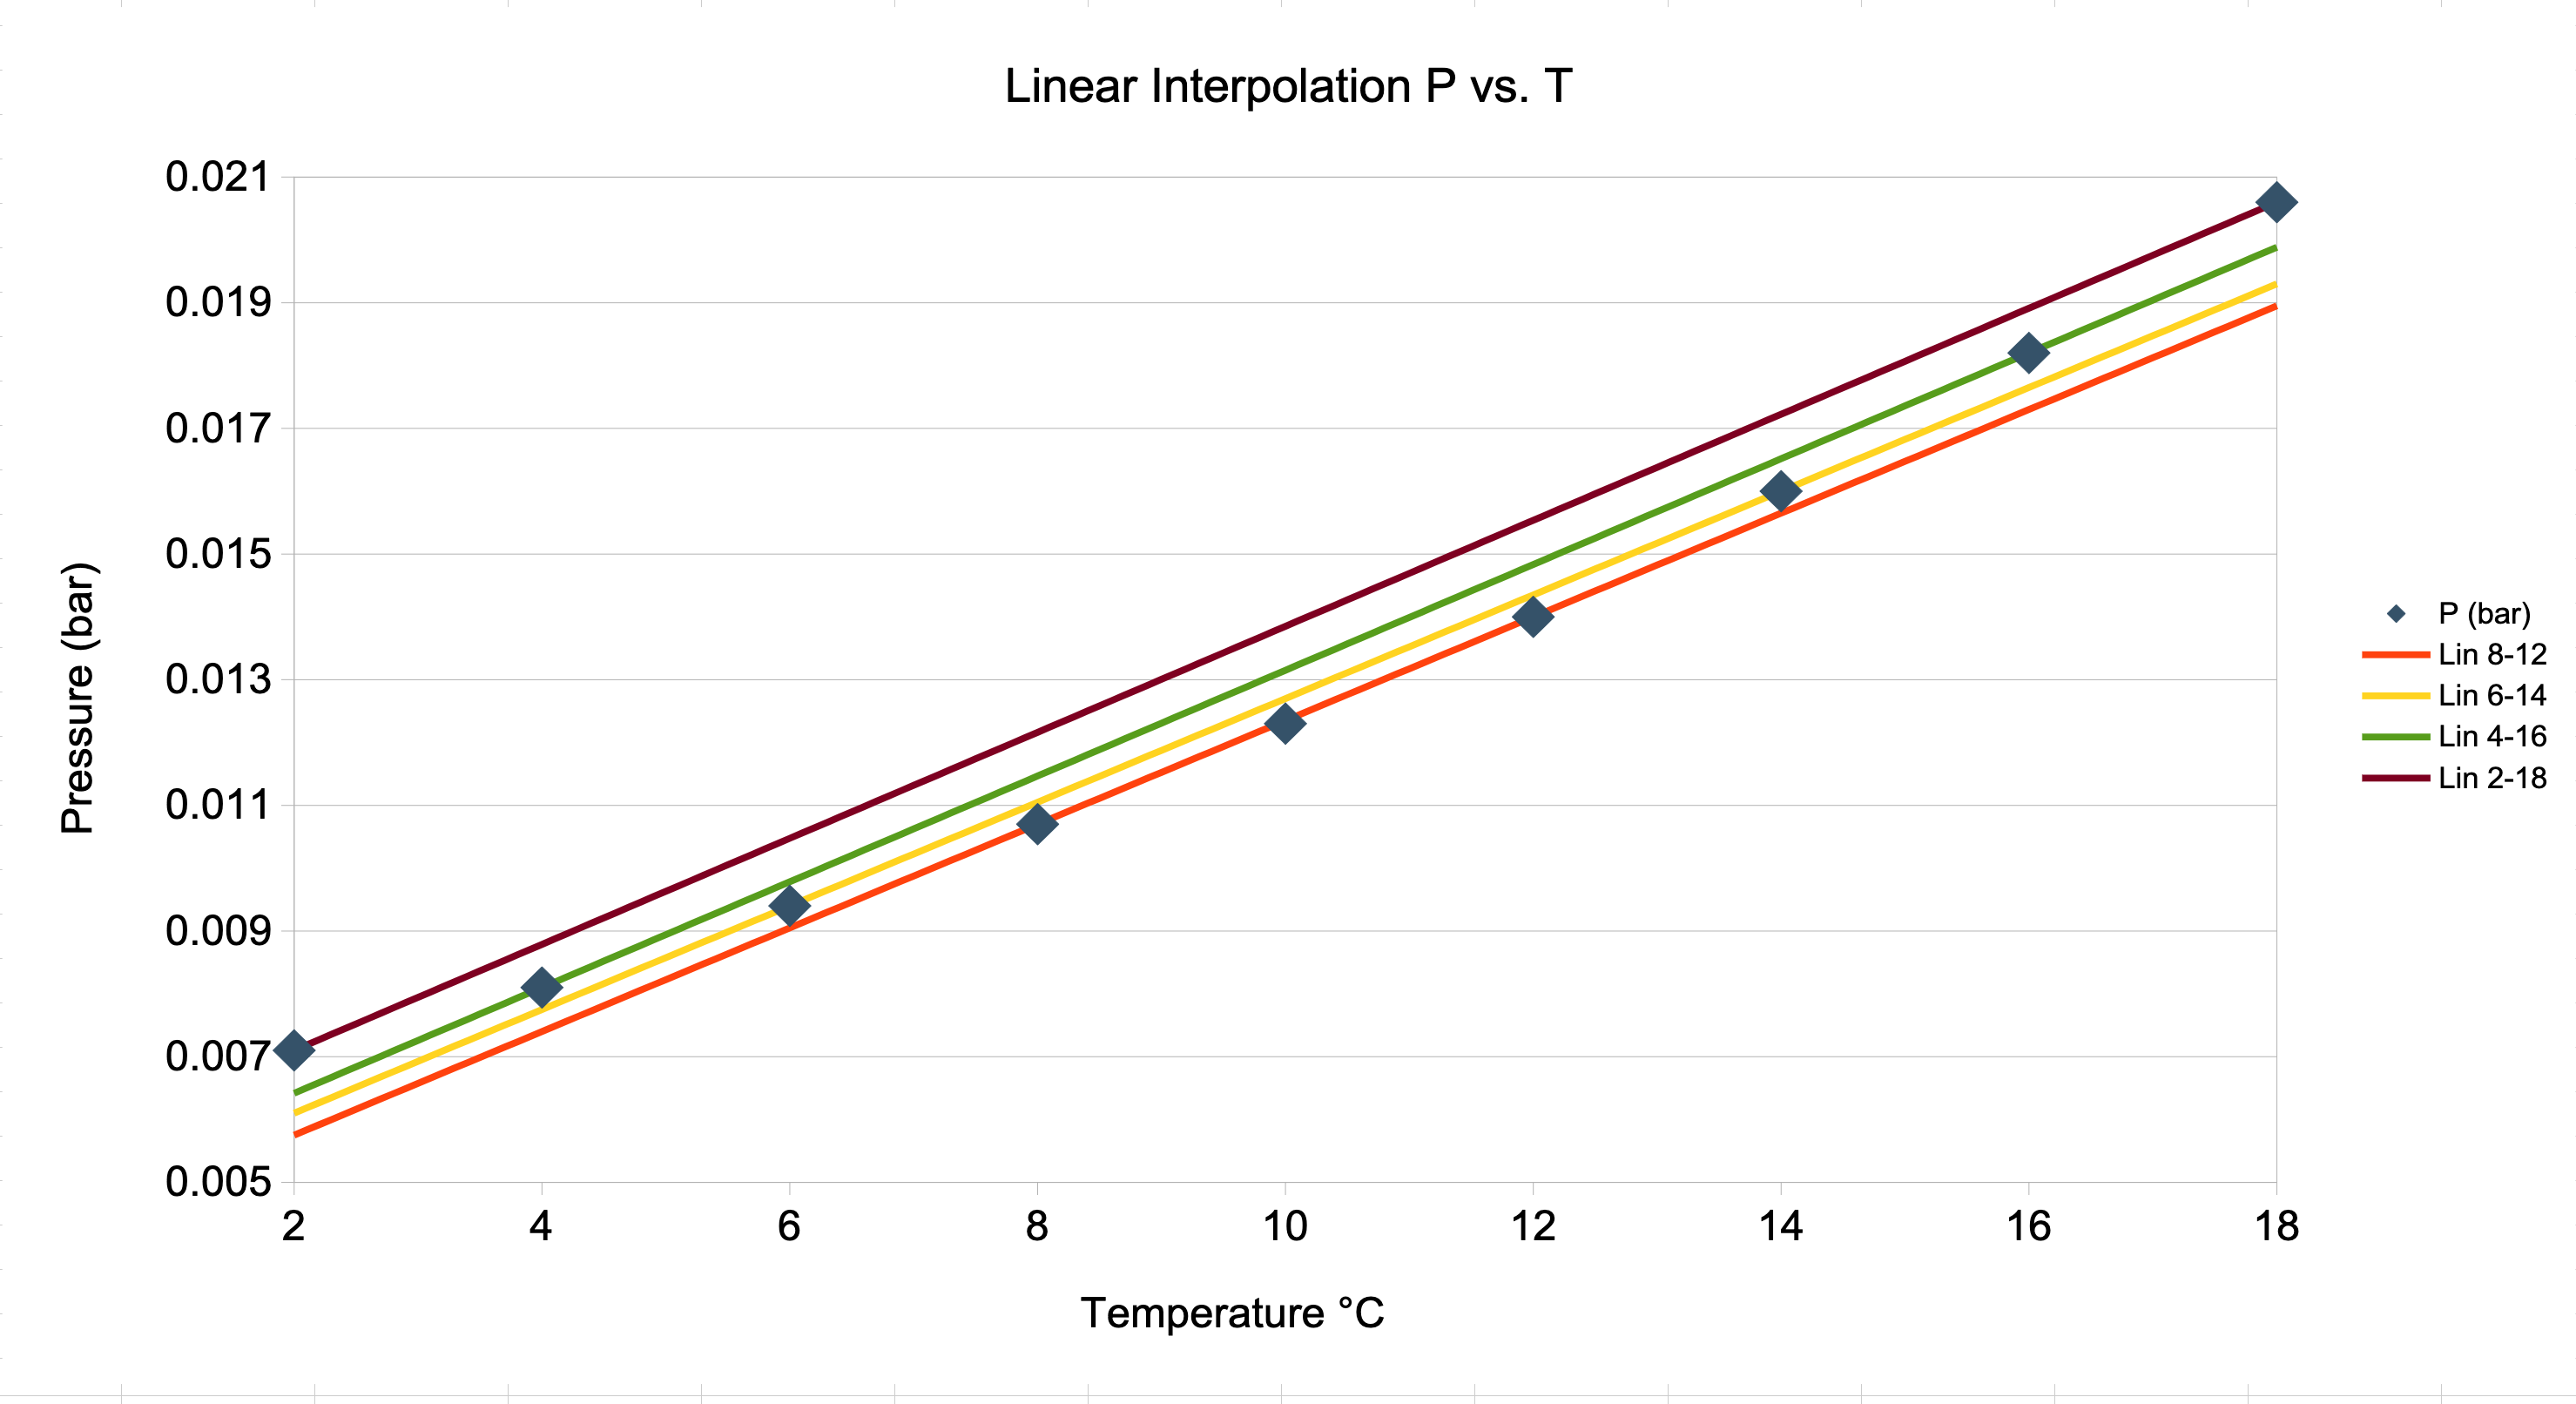 Linear Interpolation P vs. T
0.021
0.019
0.017
0.015
0.013
0.011
0.009
0.007
0.005
Pressure (bar)
2 4 6 8 10 12 14 16 18
Temperature °C
P (bar)
Lin 8-12
Lin 6-14
Lin 4-16
Lin 2-18